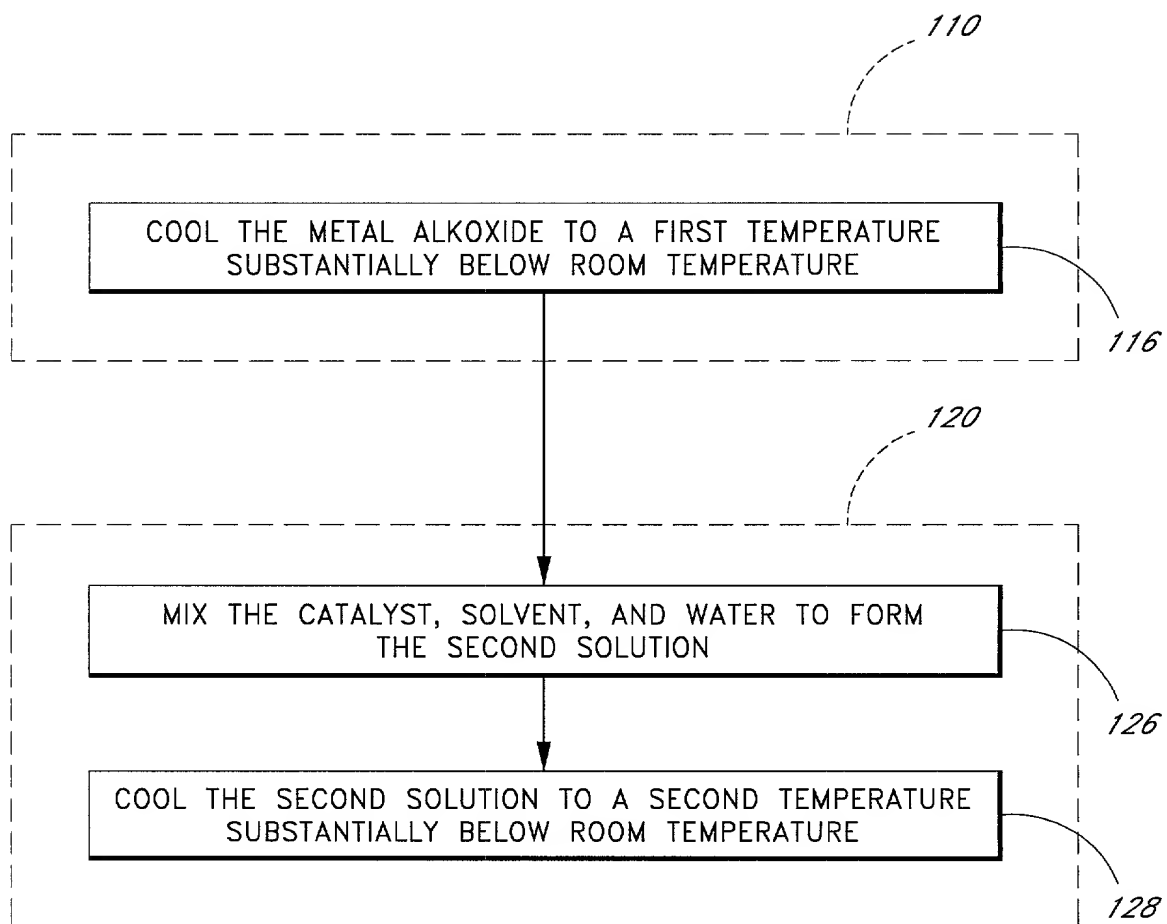 110
COOL THE METAL ALKOXIDE TO A FIRST TEMPERATURE
SUBSTANTIALLY BELOW ROOM TEMPERATURE
116
120
MIX THE CATALYST, SOLVENT, AND WATER TO FORM
THE SECOND SOLUTION
126
COOL THE SECOND SOLUTION TO A SECOND TEMPERATURE
SUBSTANTIALLY BELOW ROOM TEMPERATURE
128